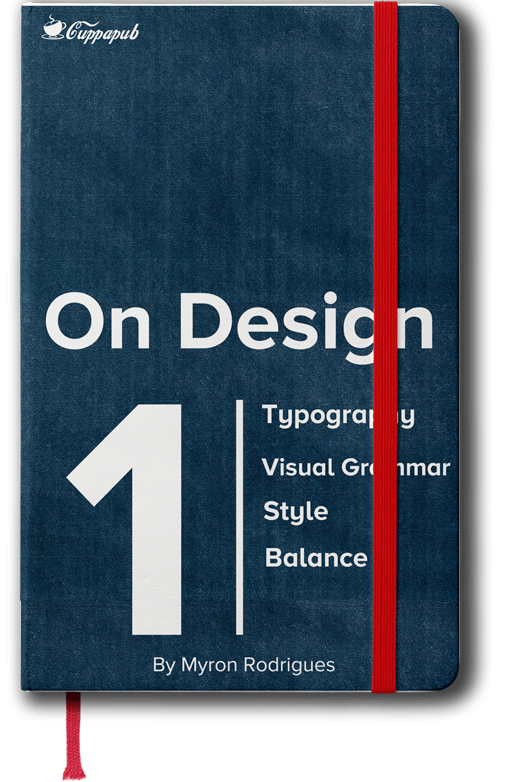 Cuppapub
On Design
1
Typography
Visual Grammar
Style
Balance
By Myron Rodrigues